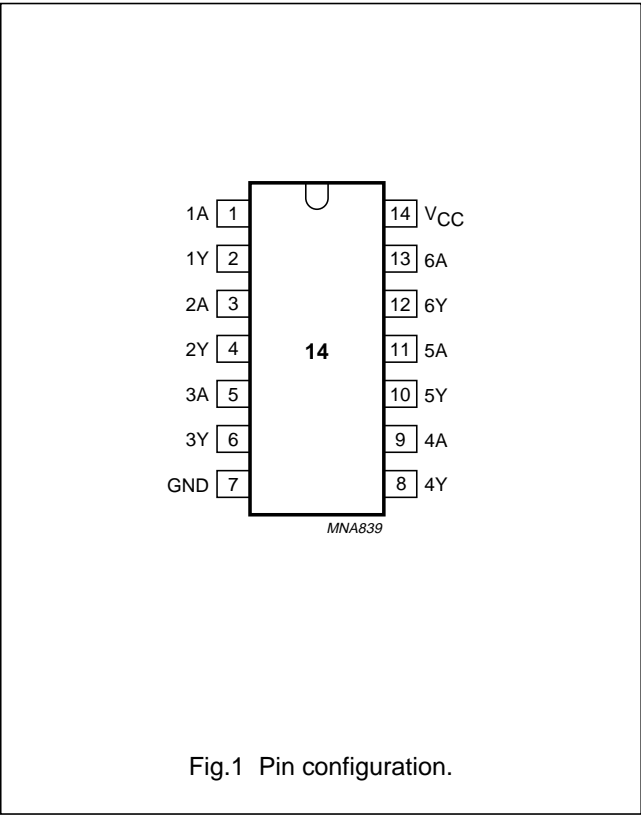 1A 1 14 VCC
1Y 2 13 6A
2A 3 12 6Y
2Y 4 14 11 5A
3A 5 10 5Y
3Y 6 9 4A
GND 7 8 4Y
MNA839
Fig.1 Pin configuration.